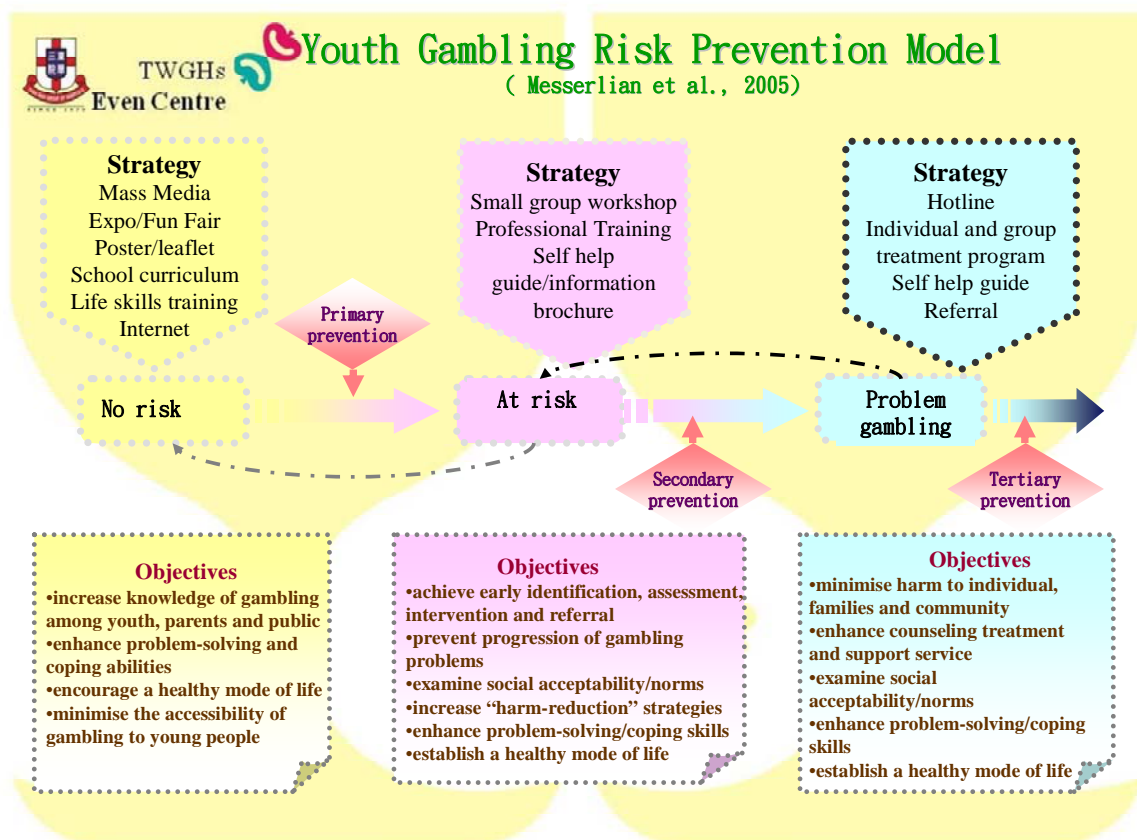 Youth Gambling Risk Prevention Model
( Messerlian et al., 2005)
TWGHs
Even Centre
Strategy
Mass Media
Expo/Fun Fair
Poster/leaflet
School curriculum
Life skills training
Internet
Strategy
Small group workshop
Professional Training
Self help
guide/information
brochure
Strategy
Hotline
Individual and group
treatment program
Self help guide
Referral
Primary
prevention
No risk
At risk
Problem
gambling
Secondary
prevention
Tertiary
prevention
Objectives
•increase knowledge of gambling
among youth, parents and public
•enhance problem-solving and
coping abilities
•encourage a healthy mode of life
•minimise the accessibility of
gambling to young people
Objectives
•achieve early identification, assessment,
intervention and referral
•prevent progression of gambling
problems
•examine social acceptability/norms
•increase “harm-reduction” strategies
•enhance problem-solving/coping skills
•establish a healthy mode of life
Objectives
•minimise harm to individual,
families and community
•enhance counseling treatment
and support service
•examine social
acceptability/norms
•enhance problem-solving/coping
skills
•establish a healthy mode of life